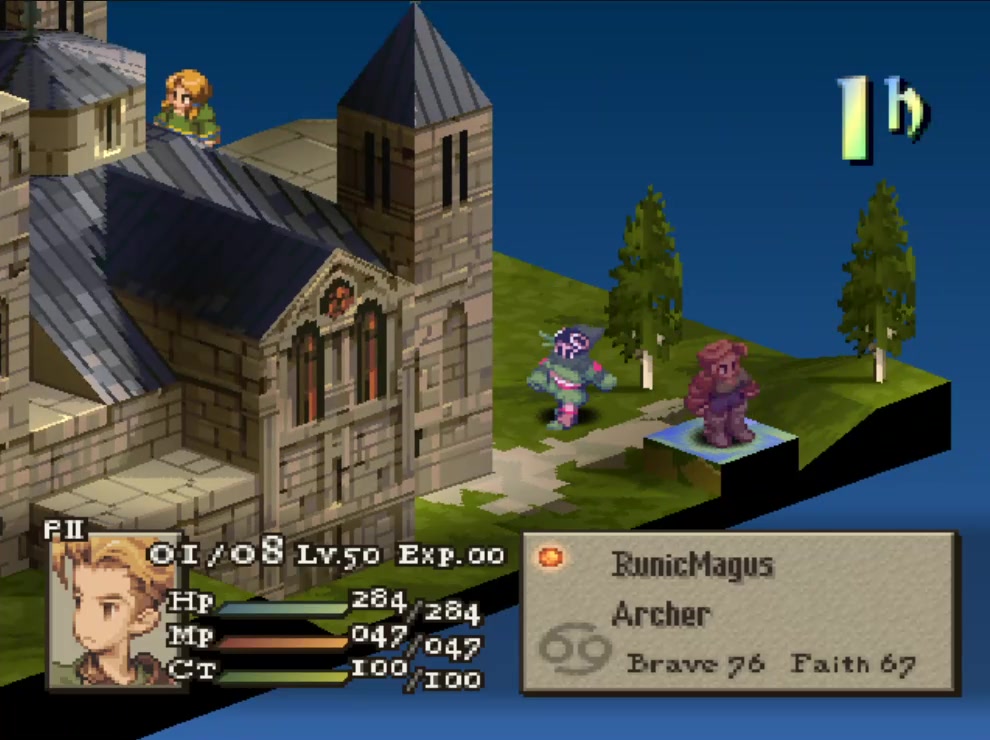 1h
P.II
01/08 Lv.50 Exp.00
Hp 284/284
Mp 047/047
CT 100/100
RunicMagus
Archer
Brave 76 Faith 67